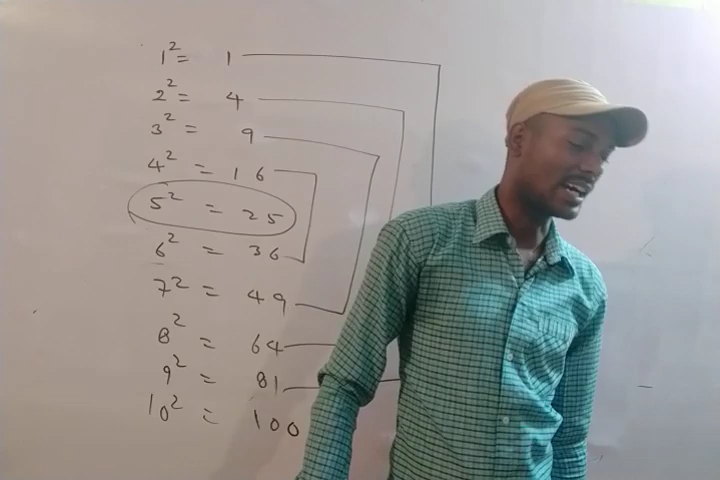 1² = 1
2² = 4
3² = 9
4² = 16
5² = 25
6² = 36
7² = 49
8² = 64
9² = 81
10² = 100